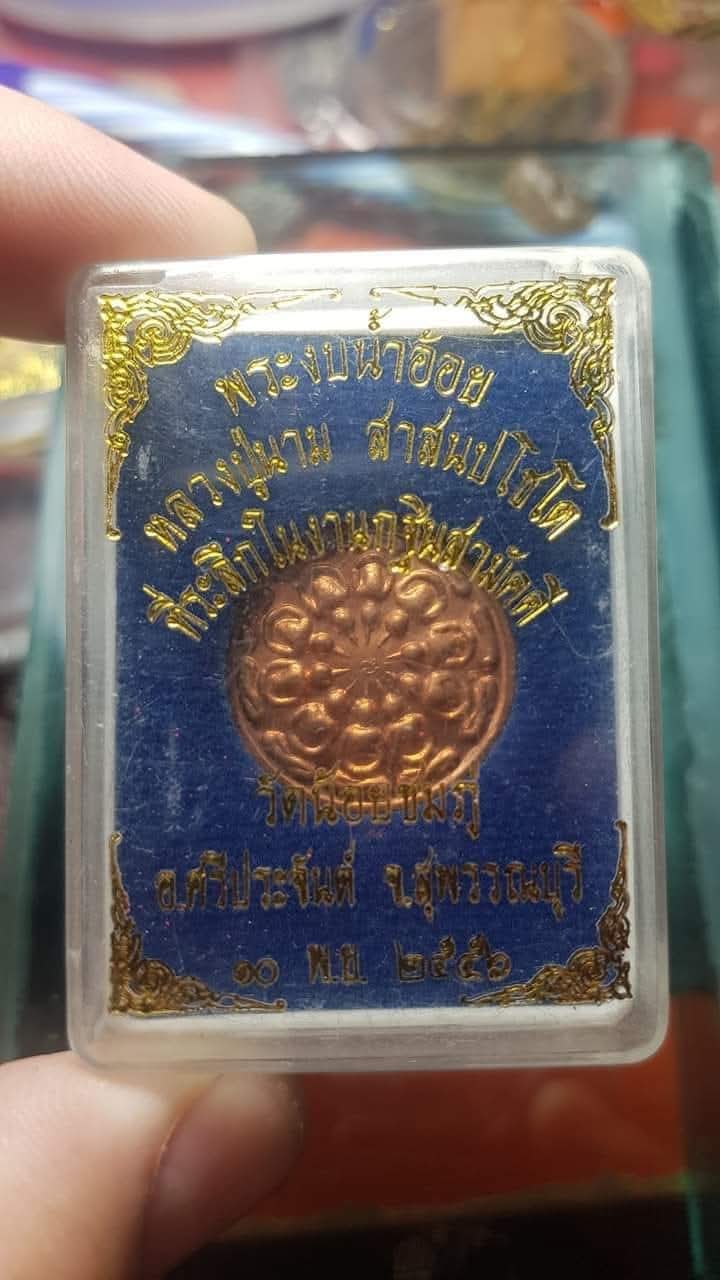 พระงบน้ำอ้อย
หลวงปู่นาม สาสนปโชโต
ที่ระลึกในงานกฐินสามัคคี
วัดน้อยชมภู่
อ.ศรีประจันต์ จ.สุพรรณบุรี
๑๐ พ.ย. ๒๕๕๖